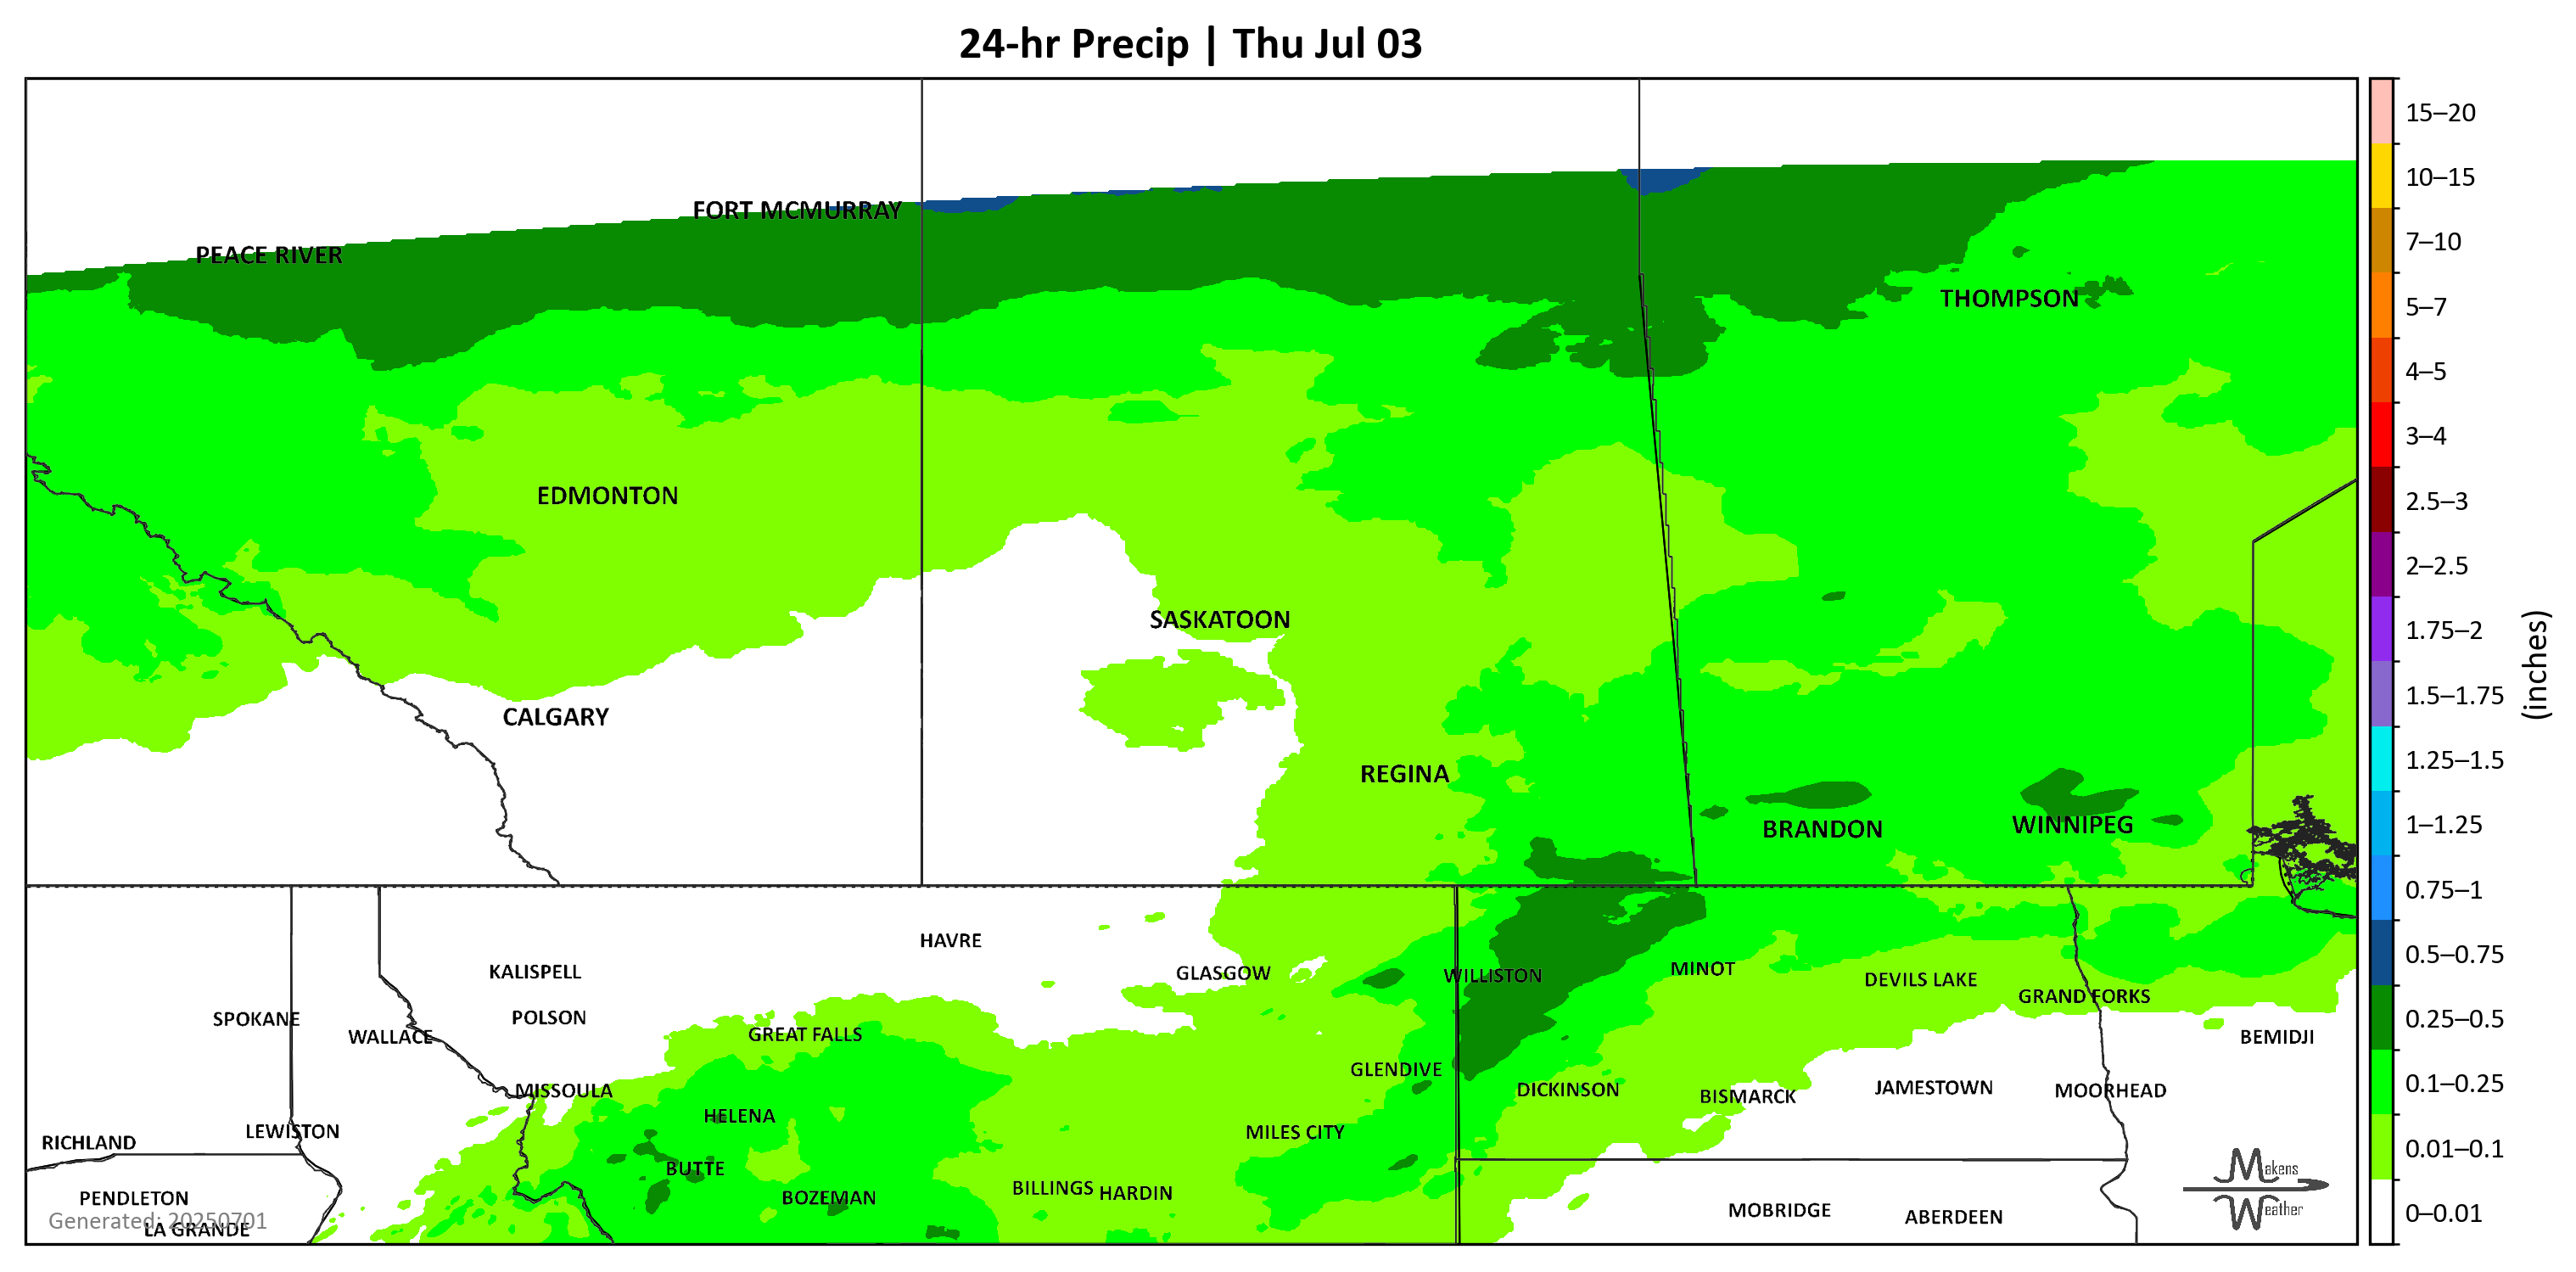 24-hr Precip | Thu Jul 03
FORT MCMURRAY
PEACE RIVER
THOMPSON
EDMONTON
SASKATOON
CALGARY
REGINA
WINNIPEG
BRANDON
HAVRE
KALISPELL
GLASGOW
WILLISTON
MINOT
DEVILS LAKE
GRAND FORKS
SPOKANE
POLSON
WALLACE
GREAT FALLS
BEMIDJI
GLENDIVE
MISSOULA
DICKINSON
BISMARCK
JAMESTOWN
MOORHEAD
HELENA
LEWISTON
RICHLAND
MILES CITY
BUTTE
BILLINGS
HARDIN
PENDLETON
BOZEMAN
MOBRIDGE
ABERDEEN
Generated: 20250701
LA GRANDE
Makens
Weather
15–20
10–15
7–10
5–7
4–5
3–4
2.5–3
2–2.5
1.75–2
1.5–1.75
1.25–1.5
1–1.25
0.75–1
0.5–0.75
0.25–0.5
0.1–0.25
0.01–0.1
0–0.01
(inches)